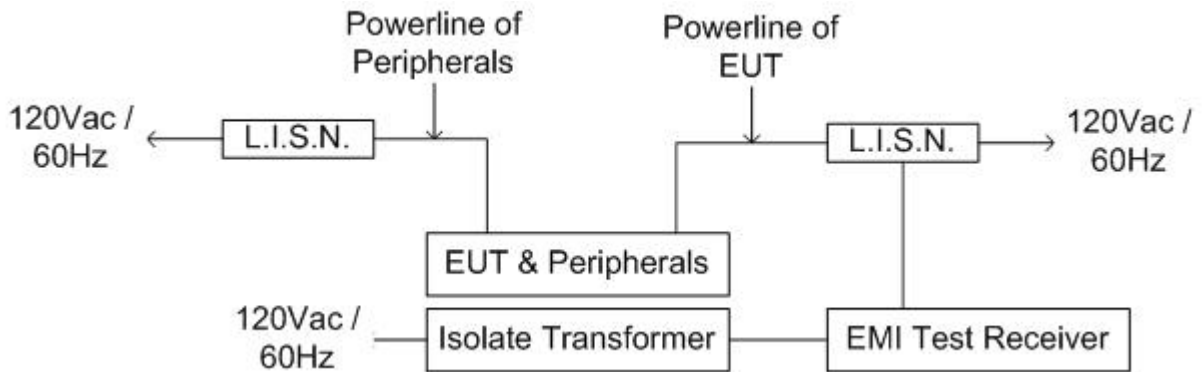 Powerline of
Peripherals
Powerline of
EUT
120Vac /
60Hz
L.I.S.N.
L.I.S.N.
120Vac /
60Hz
EUT & Peripherals
120Vac /
60Hz
Isolate Transformer
EMI Test Receiver